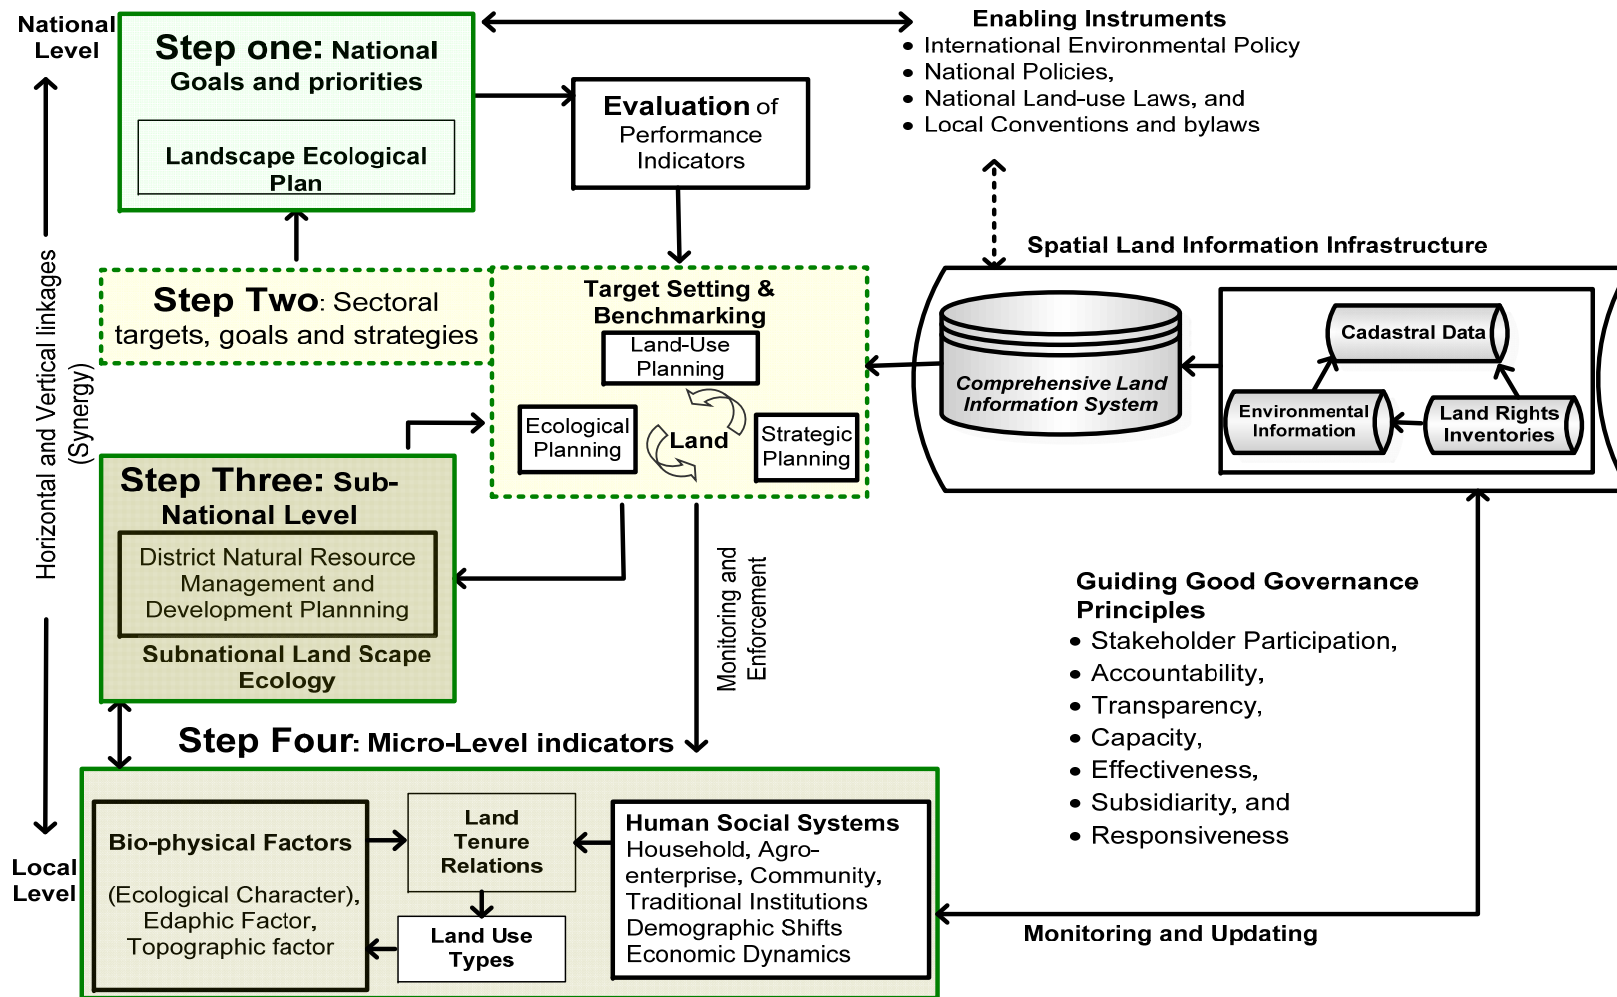 National
Level
Step one: National
Goals and priorities
Landscape Ecological
Plan
Evaluation of
Performance
Indicators
Enabling Instruments
• International Environmental Policy
• National Policies,
• National Land-use Laws, and
• Local Conventions and bylaws
Horizontal and Vertical linkages
(Synergy)
Step Two: Sectoral
targets, goals and strategies
Target Setting &
Benchmarking
Land-Use
Planning
Ecological
Planning
Land
Strategic
Planning
Spatial Land Information Infrastructure
Comprehensive Land
Information System
Cadastral Data
Environmental
Information
Land Rights
Inventories
Step Three: Sub-
National Level
District Natural Resource
Management and
Development Plannning
Subnational Land Scape
Ecology
Monitoring and
Enforcement
Guiding Good Governance
Principles
• Stakeholder Participation,
• Accountability,
• Transparency,
• Capacity,
• Effectiveness,
• Subsidiarity, and
• Responsiveness
Step Four: Micro-Level indicators
Local
Level
Bio-physical Factors
(Ecological Character),
Edaphic Factor,
Topographic factor
Land
Tenure
Relations
Land Use
Types
Human Social Systems
Household, Agro-
enterprise, Community,
Traditional Institutions
Demographic Shifts
Economic Dynamics
Monitoring and Updating